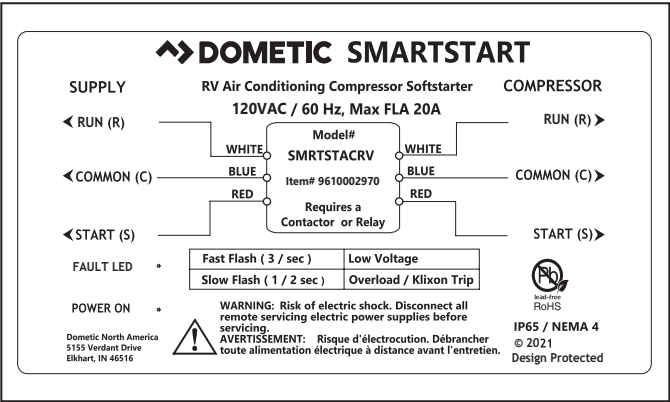 DOMETIC SMARTSTART
SUPPLY
RV Air Conditioning Compressor Softstarter
COMPRESSOR
120VAC / 60 Hz, Max FLA 20A
RUN (R)
RUN (R)
Model#
WHITE
SMRTSTACRV
WHITE
COMMON (C)
BLUE
Item# 9610002970
BLUE
COMMON (C)
RED
Requires a
RED
Contactor or Relay
START (S)
START (S)
FAULT LED *
Fast Flash ( 3 / sec ) Low Voltage
Slow Flash ( 1 / 2 sec ) Overload / Klixon Trip
Pb
lead-free
RoHS
POWER ON *
WARNING: Risk of electric shock. Disconnect all
remote servicing electric power supplies before
servicing.
AVERTISSEMENT: Risque d'électrocution. Débrancher
toute alimentation électrique à distance avant l'entretien.
Dometic North America
5155 Verdant Drive
Elkhart, IN 46516
IP65 / NEMA 4
© 2021
Design Protected